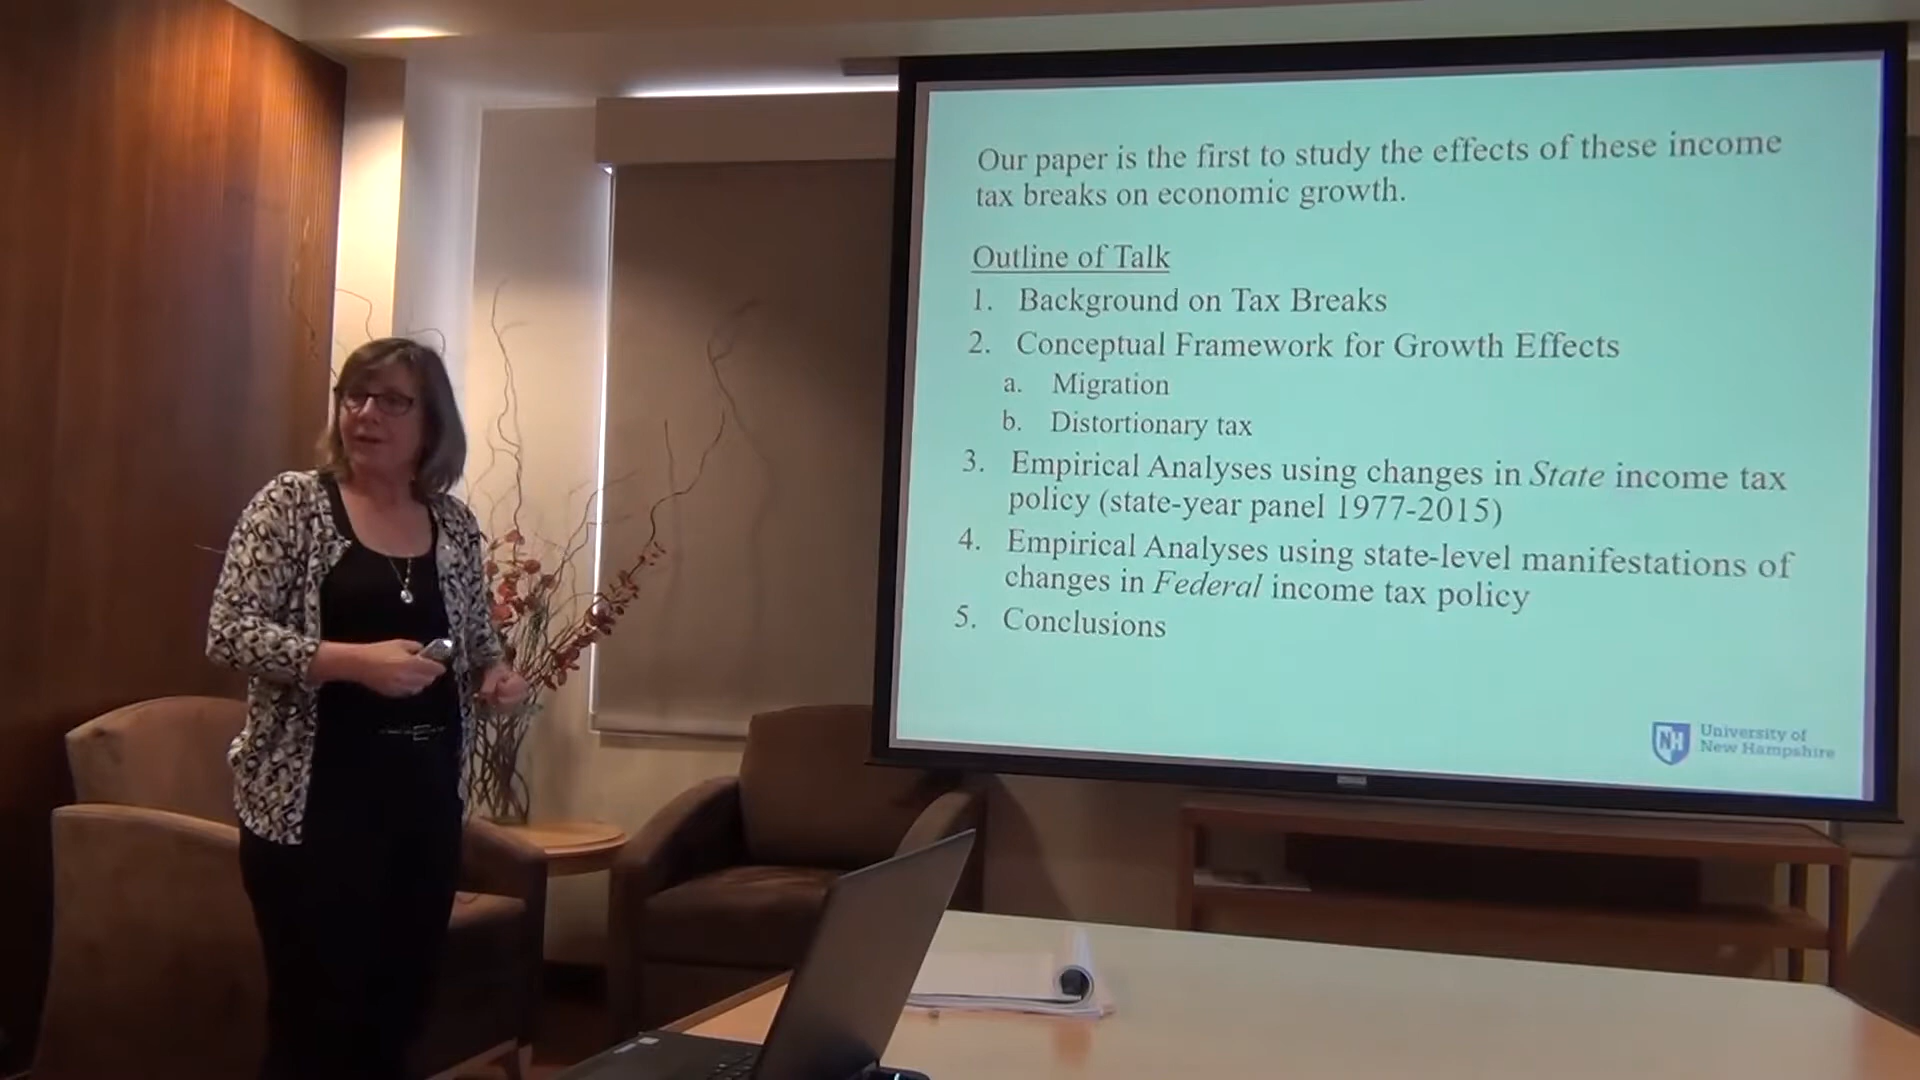 Our paper is the first to study the effects of these income
tax breaks on economic growth.
Outline of Talk
1. Background on Tax Breaks
2. Conceptual Framework for Growth Effects
a. Migration
b. Distortionary tax
3. Empirical Analyses using changes in State income tax
policy (state-year panel 1977-2015)
4. Empirical Analyses using state-level manifestations of
changes in Federal income tax policy
5. Conclusions
NH
University of
New Hampshire